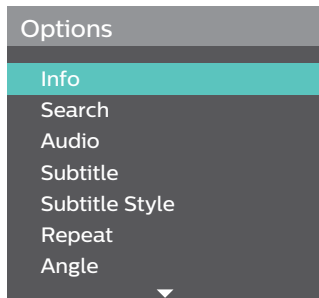 Options
Info
Search
Audio
Subtitle
Subtitle Style
Repeat
Angle